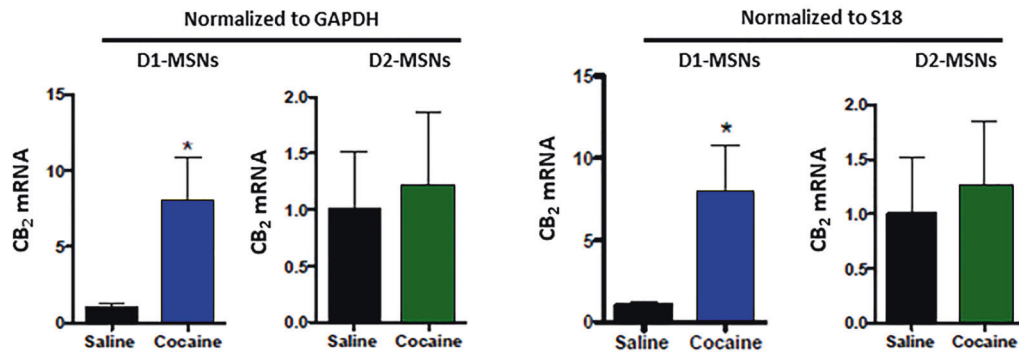 Normalized to GAPDH
D1-MSNs
D2-MSNs
CB₂ mRNA
15
10
5
0
*
Saline Cocaine
CB₂ mRNA
2.0
1.5
1.0
0.5
0.0
Saline Cocaine
Normalized to S18
D1-MSNs
D2-MSNs
CB₂ mRNA
15
10
5
0
*
Saline Cocaine
CB₂ mRNA
2.0
1.5
1.0
0.5
0.0
Saline Cocaine